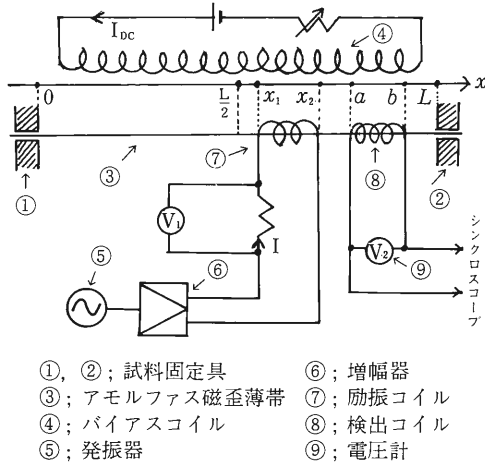 I_DC
④
0
L/2
x₁
x₂
a
b
L
x
①
③
⑦
⑧
②
V₁
I
⑤
⑥
V₂
⑨
シンクロスコープ
①, ②; 試料固定具
③; アモルファス磁歪薄帯
④; バイアスコイル
⑤; 発振器
⑥; 増幅器
⑦; 励振コイル
⑧; 検出コイル
⑨; 電圧計